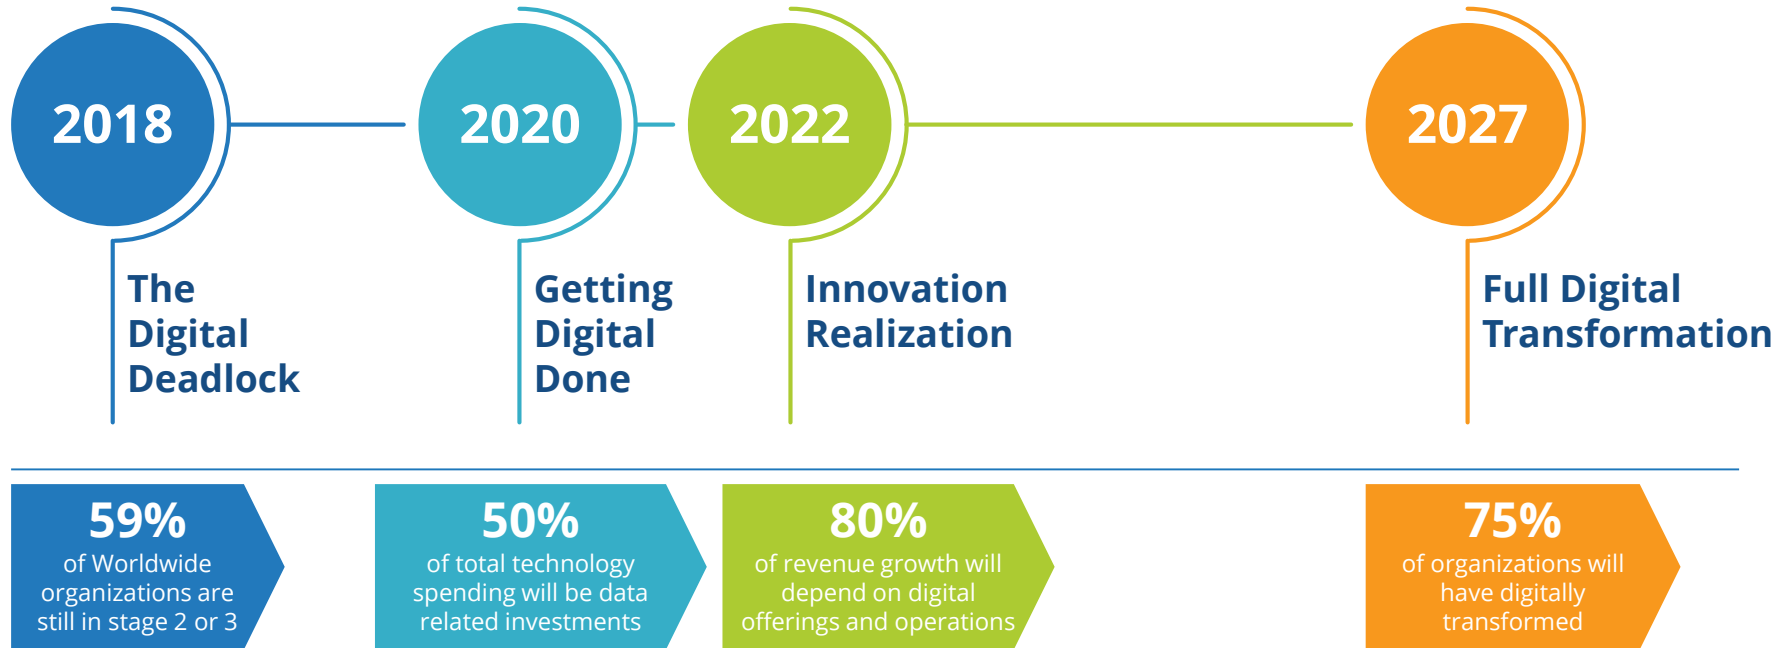 2018
2020
2022
2027
The
Digital
Deadlock
Getting
Digital
Done
Innovation
Realization
Full Digital
Transformation
59%
of Worldwide
organizations are
still in stage 2 or 3
50%
of total technology
spending will be data
related investments
80%
of revenue growth will
depend on digital
offerings and operations
75%
of organizations will
have digitally
transformed